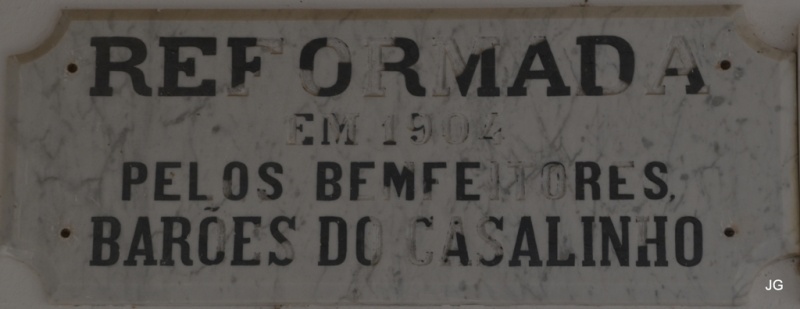 REFORMADA
EM 1904
PELOS BEMFEITORES,
BARÕES DO CASALINHO
JG